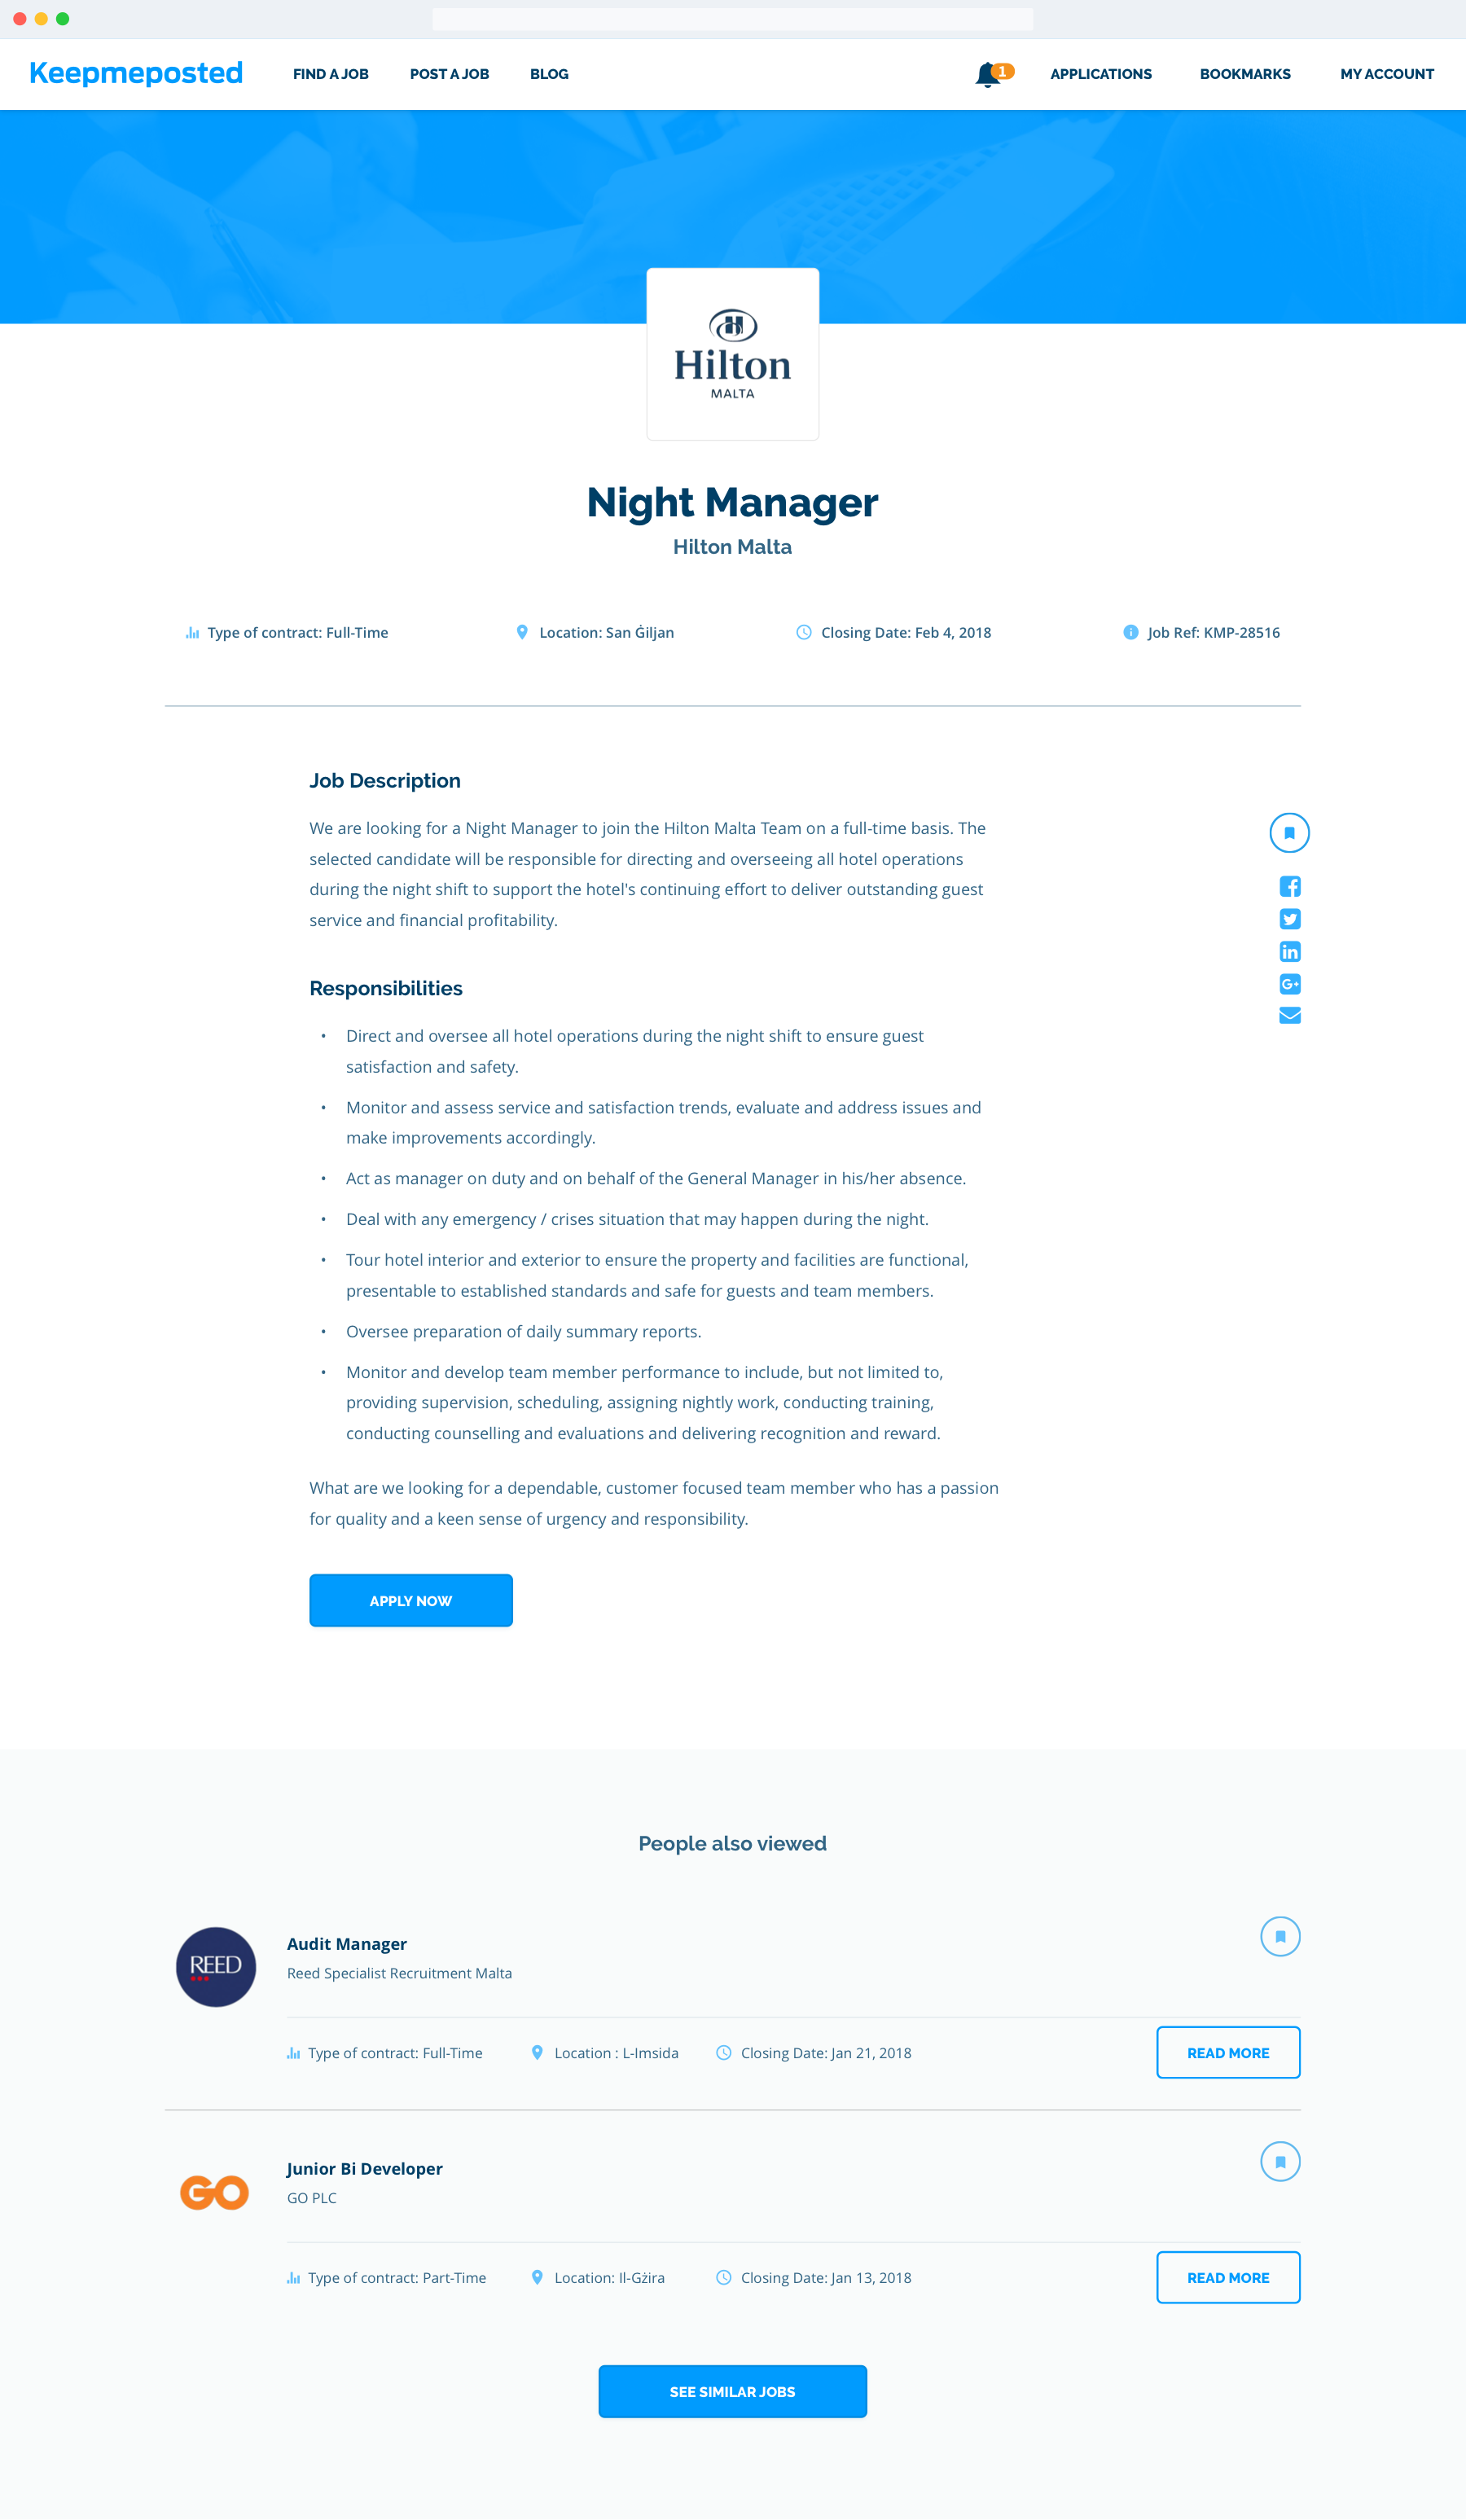 Keepmeposted
FIND A JOB
POST A JOB
BLOG
1
APPLICATIONS
BOOKMARKS
MY ACCOUNT
Hilton
MALTA
Night Manager
Hilton Malta
Type of contract: Full-Time
Location: San Ġiljan
Closing Date: Feb 4, 2018
Job Ref: KMP-28516
Job Description
We are looking for a Night Manager to join the Hilton Malta Team on a full-time basis. The
selected candidate will be responsible for directing and overseeing all hotel operations
during the night shift to support the hotel's continuing effort to deliver outstanding guest
service and financial profitability.
Responsibilities
• Direct and oversee all hotel operations during the night shift to ensure guest
satisfaction and safety.
• Monitor and assess service and satisfaction trends, evaluate and address issues and
make improvements accordingly.
• Act as manager on duty and on behalf of the General Manager in his/her absence.
• Deal with any emergency / crises situation that may happen during the night.
• Tour hotel interior and exterior to ensure the property and facilities are functional,
presentable to established standards and safe for guests and team members.
• Oversee preparation of daily summary reports.
• Monitor and develop team member performance to include, but not limited to,
providing supervision, scheduling, assigning nightly work, conducting training,
conducting counselling and evaluations and delivering recognition and reward.
What are we looking for a dependable, customer focused team member who has a passion
for quality and a keen sense of urgency and responsibility.
APPLY NOW
People also viewed
REED
Audit Manager
Reed Specialist Recruitment Malta
Type of contract: Full-Time
Location : L-Imsida
Closing Date: Jan 21, 2018
READ MORE
GO
Junior Bi Developer
GO PLC
Type of contract: Part-Time
Location: Il-Gżira
Closing Date: Jan 13, 2018
READ MORE
SEE SIMILAR JOBS